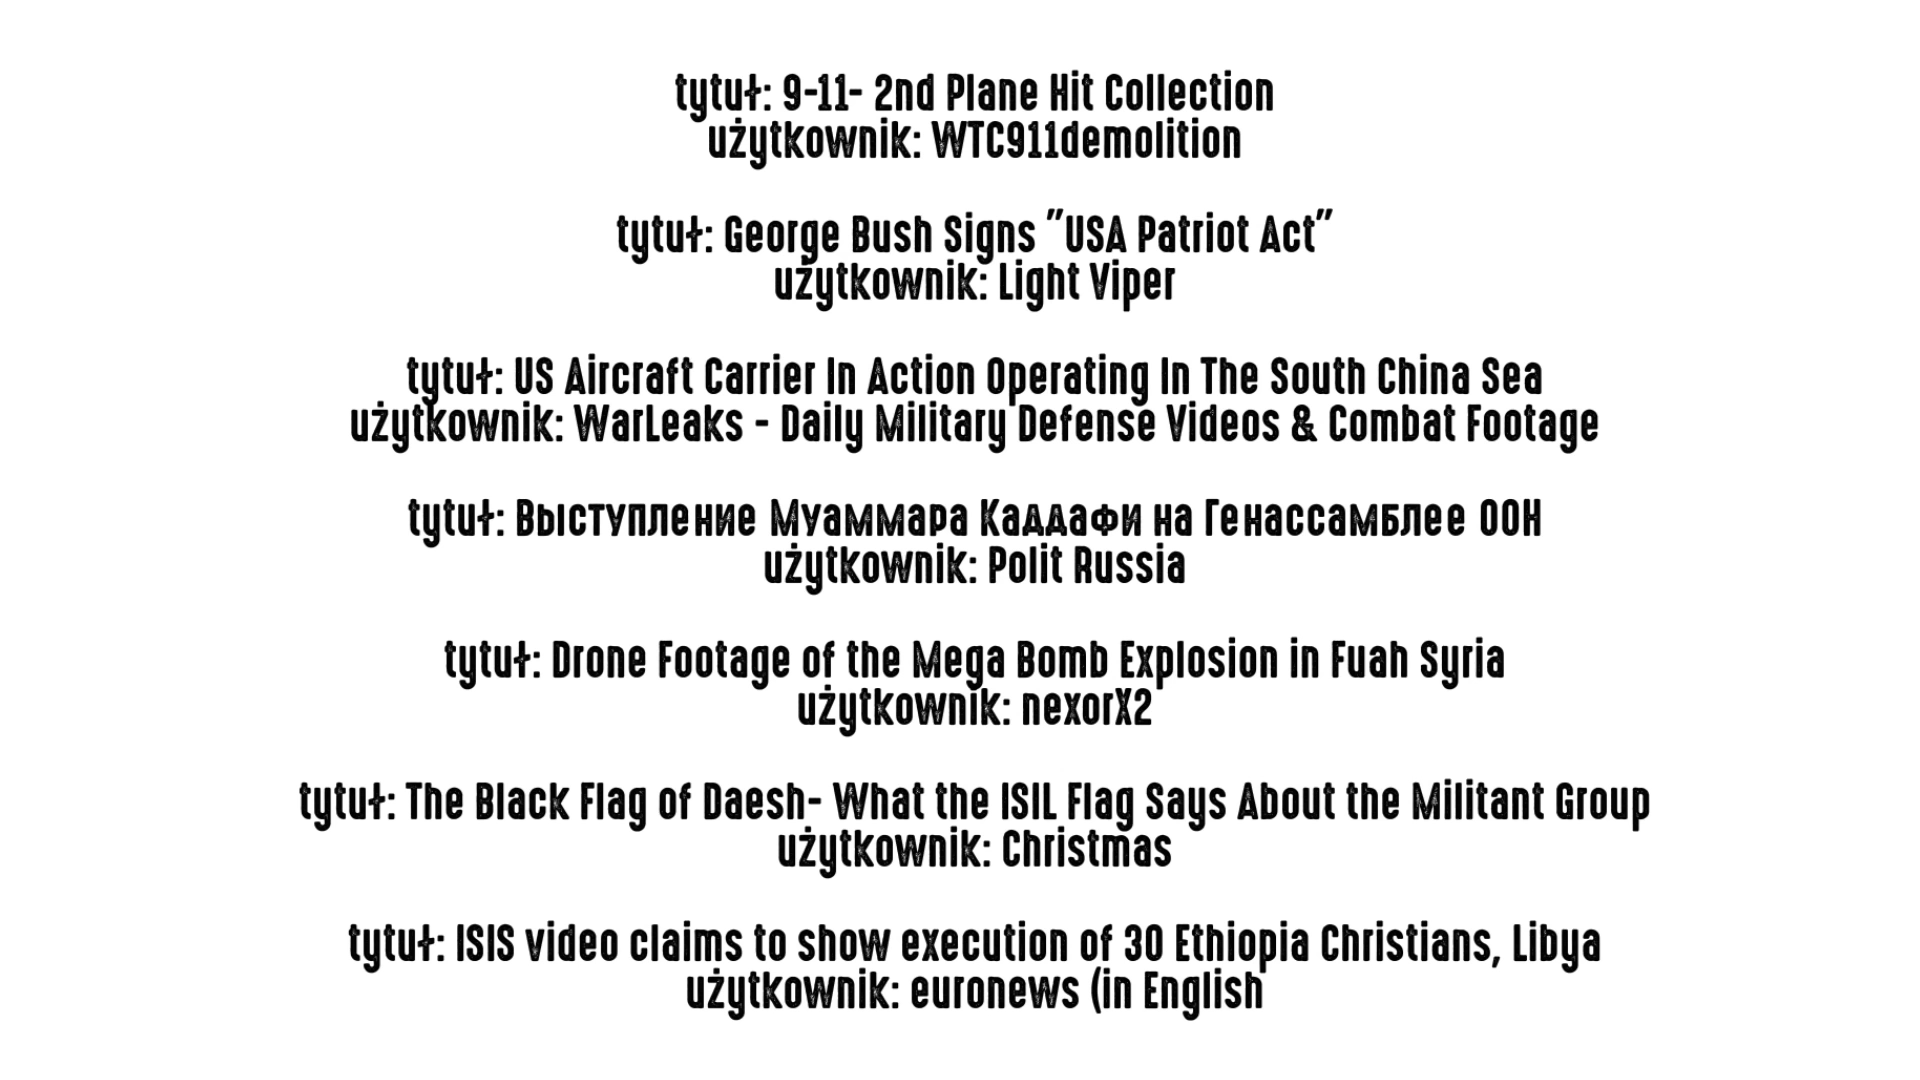 tytuł: 9-11- 2nd Plane Hit Collection
użytkownik: WTC911demolition
tytuł: George Bush Signs "USA Patriot Act"
użytkownik: Light Viper
tytuł: US Aircraft Carrier In Action Operating In The South China Sea
użytkownik: WarLeaks - Daily Military Defense Videos & Combat Footage
tytuł: Выступление Муаммара Каддафи на Генассамблее ООН
użytkownik: Polit Russia
tytuł: Drone Footage of the Mega Bomb Explosion in Fuah Syria
użytkownik: nexorX2
tytuł: The Black Flag of Daesh- What the ISIL Flag Says About the Militant Group
użytkownik: Christmas
tytuł: ISIS video claims to show execution of 30 Ethiopia Christians, Libya
użytkownik: euronews (in English